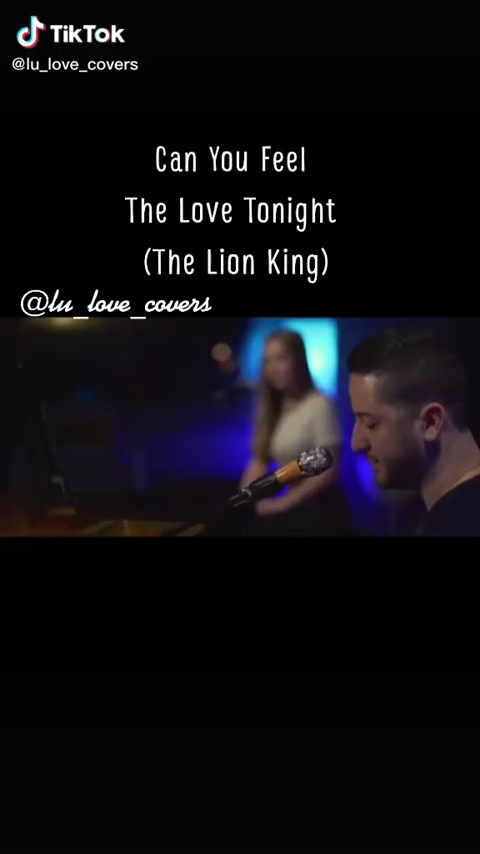 TikTok
@lu_love_covers
Can You Feel
The Love Tonight
(The Lion King)
@lu_love_covers